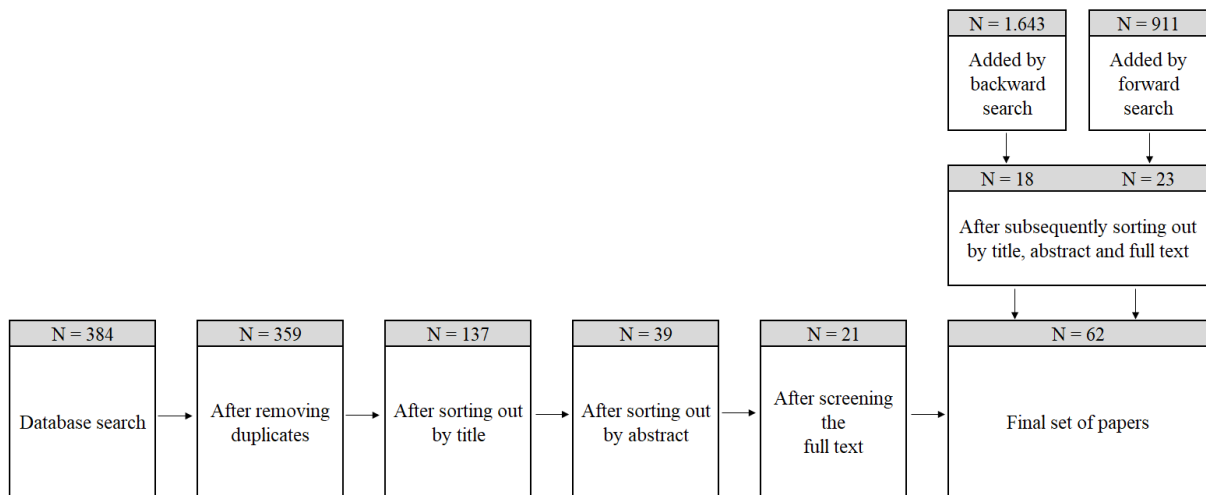 N = 1.643
Added by
backward
search
N = 911
Added by
forward
search
N = 18
N = 23
After subsequently sorting out
by title, abstract and full text
N = 384
Database search
N = 359
After removing
duplicates
N = 137
After sorting out
by title
N = 39
After sorting out
by abstract
N = 21
After screening
the
full text
N = 62
Final set of papers